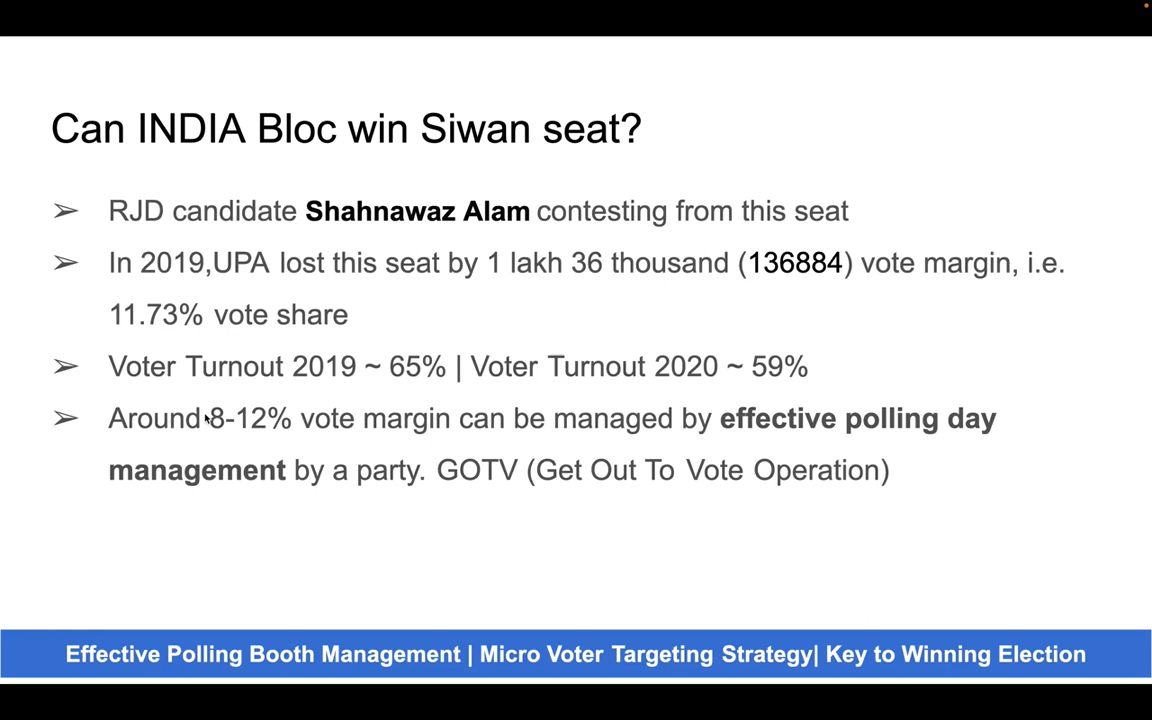 Can INDIA Bloc win Siwan seat?
➢ RJD candidate Shahnawaz Alam contesting from this seat
➢ In 2019,UPA lost this seat by 1 lakh 36 thousand (136884) vote margin, i.e.
11.73% vote share
➢ Voter Turnout 2019 ~ 65% | Voter Turnout 2020 ~ 59%
➢ Around 8-12% vote margin can be managed by effective polling day
management by a party. GOTV (Get Out To Vote Operation)
Effective Polling Booth Management | Micro Voter Targeting Strategy| Key to Winning Election